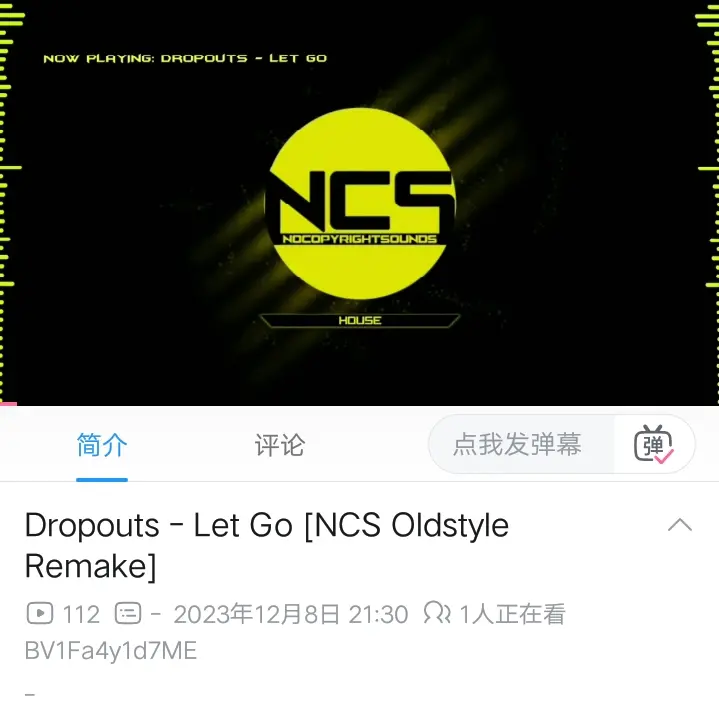 NOW PLAYING: DROPOUTS - LET GO
NCS
NOCOPYRIGHTSOUNDS
HOUSE
简介 评论 点我发弹幕 弹
Dropouts - Let Go [NCS Oldstyle
Remake]
112 - 2023年12月8日 21:30 1人正在看
BV1Fa4y1d7ME
-